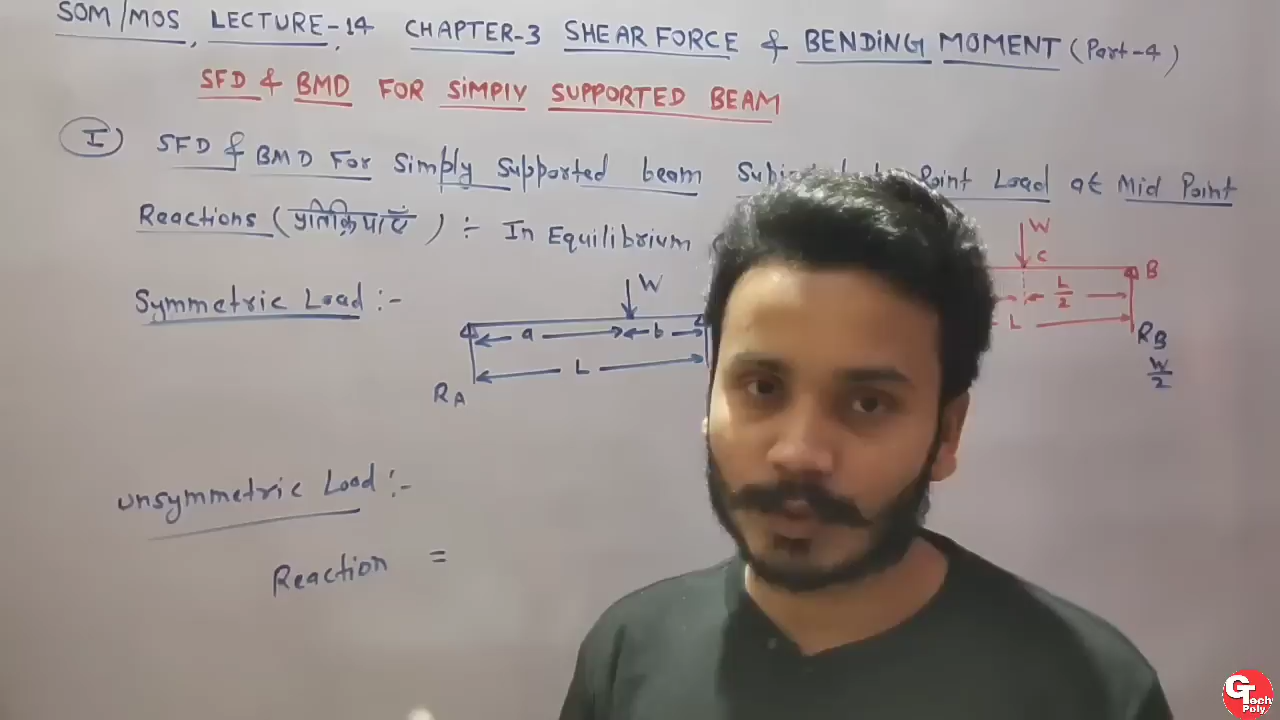 SOM/MOS, LECTURE-14 CHAPTER-3 SHEAR FORCE & BENDING MOMENT (Part-4)
SFD & BMD FOR SIMPLY SUPPORTED BEAM
I) SFD & BMD For Simply Supported beam Point Load at Mid Point
Reactions (प्रतिक्रियाएँ) ÷ In Equilibrium
W
C
B
L/2
L
RB
W/2
Symmetric Load :-
W
a
b
L
RA
Unsymmetric Load :-
Reaction =
GTech
Poly